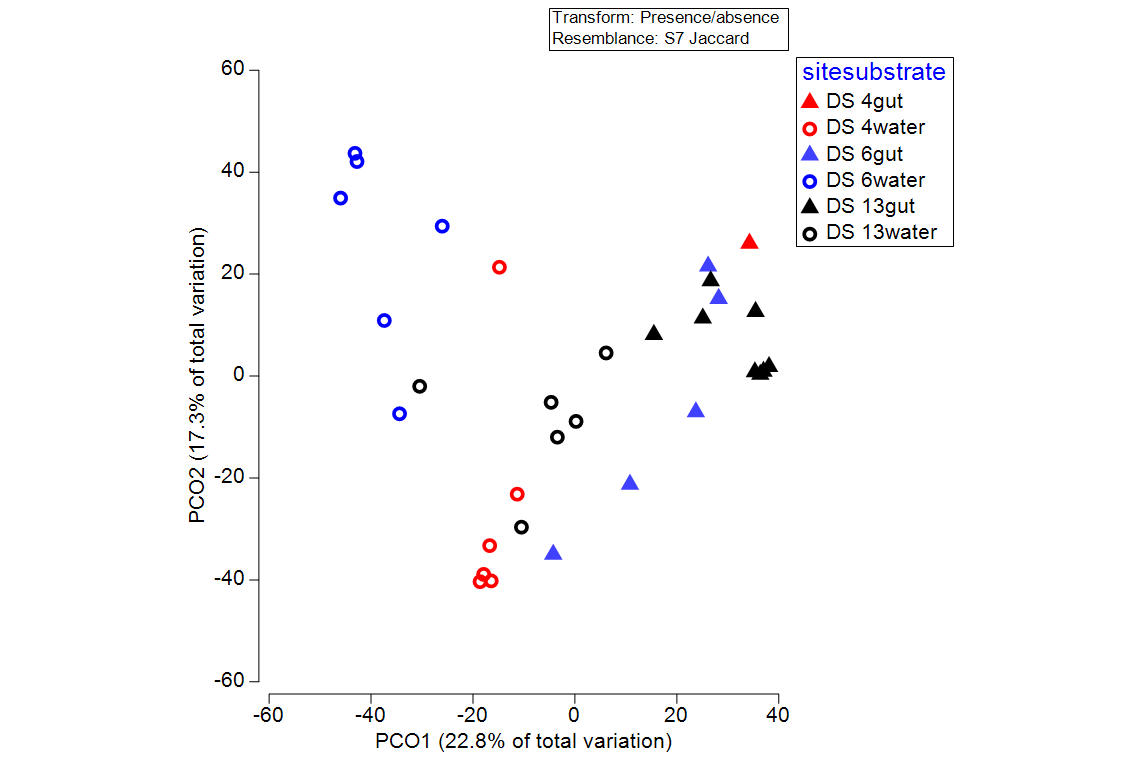 Transform: Presence/absence
Resemblance: S7 Jaccard
sitesubstrate
DS 4gut
DS 4water
DS 6gut
DS 6water
DS 13gut
DS 13water
60
40
20
0
-20
-40
-60
PCO2 (17.3% of total variation)
-60
-40
-20
0
20
40
PCO1 (22.8% of total variation)